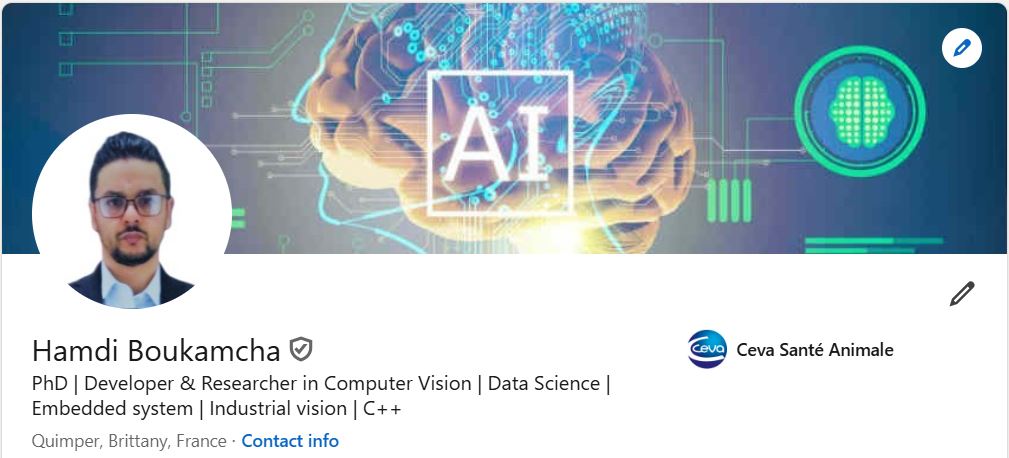 AI
Hamdi Boukamcha
Ceva
Ceva Santé Animale
PhD | Developer & Researcher in Computer Vision | Data Science |
Embedded system | Industrial vision | C++
Quimper, Brittany, France · Contact info